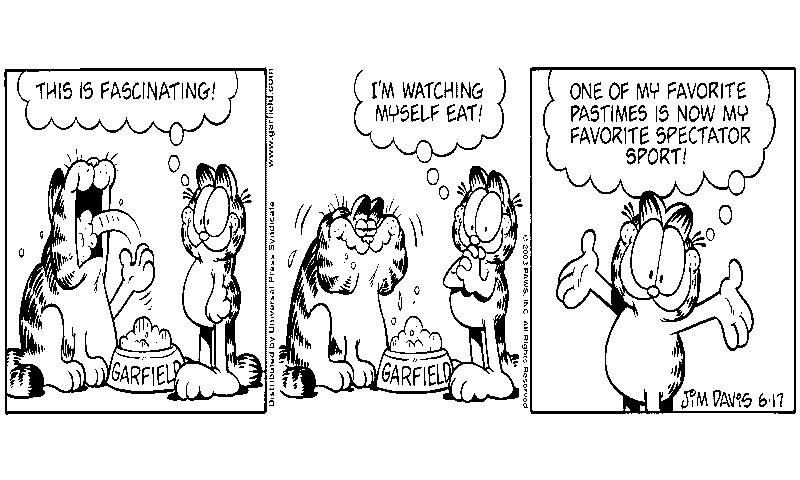 THIS IS FASCINATING!
GARFIELD
www.garfield.com
Distributed by Universal Press Syndicate
I'M WATCHING
MYSELF EAT!
GARFIELD
© 2003 PAWS, INC. All Rights Reserved
ONE OF MY FAVORITE
PASTIMES IS NOW MY
FAVORITE SPECTATOR
SPORT!
JIM DAVIS 6·17